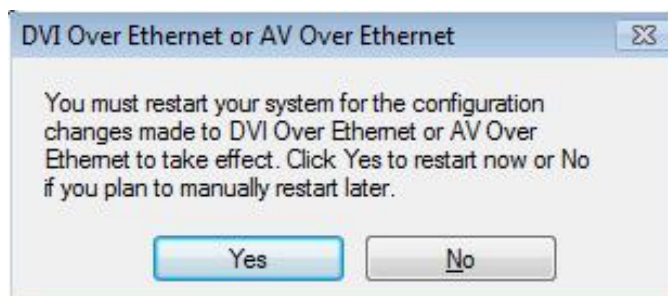 DVI Over Ethernet or AV Over Ethernet
You must restart your system for the configuration
changes made to DVI Over Ethernet or AV Over
Ethernet to take effect. Click Yes to restart now or No
if you plan to manually restart later.
Yes
No